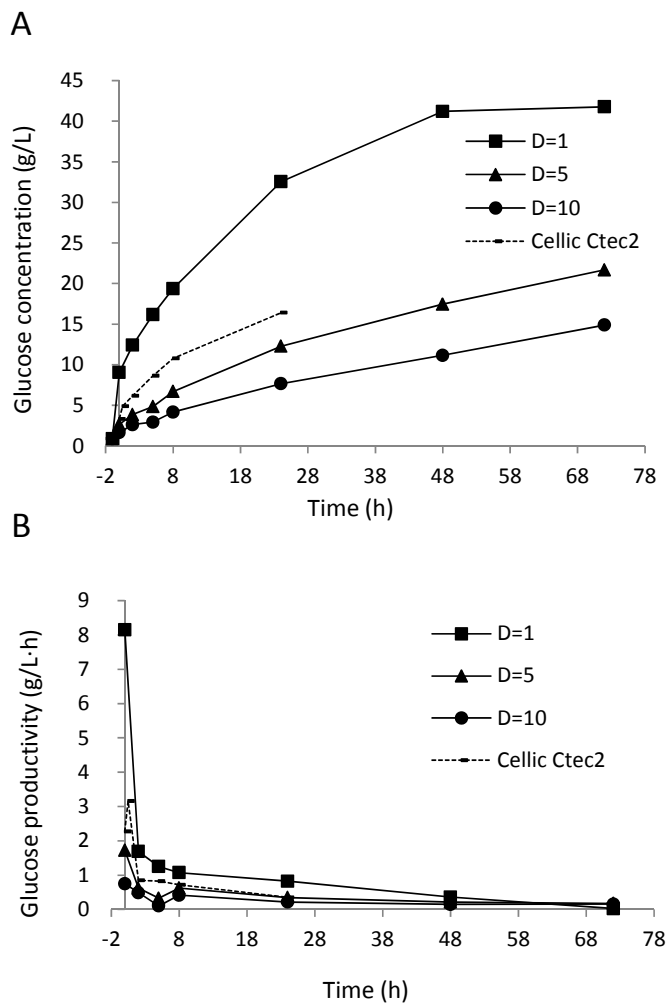 A
Glucose concentration (g/L)
45
40
35
30
25
20
15
10
5
0
D=1
D=5
D=10
Cellic Ctec2
-2 8 18 28 38 48 58 68 78
Time (h)
B
Glucose productivity (g/L·h)
9
8
7
6
5
4
3
2
1
0
D=1
D=5
D=10
Cellic Ctec2
-2 8 18 28 38 48 58 68 78
Time (h)